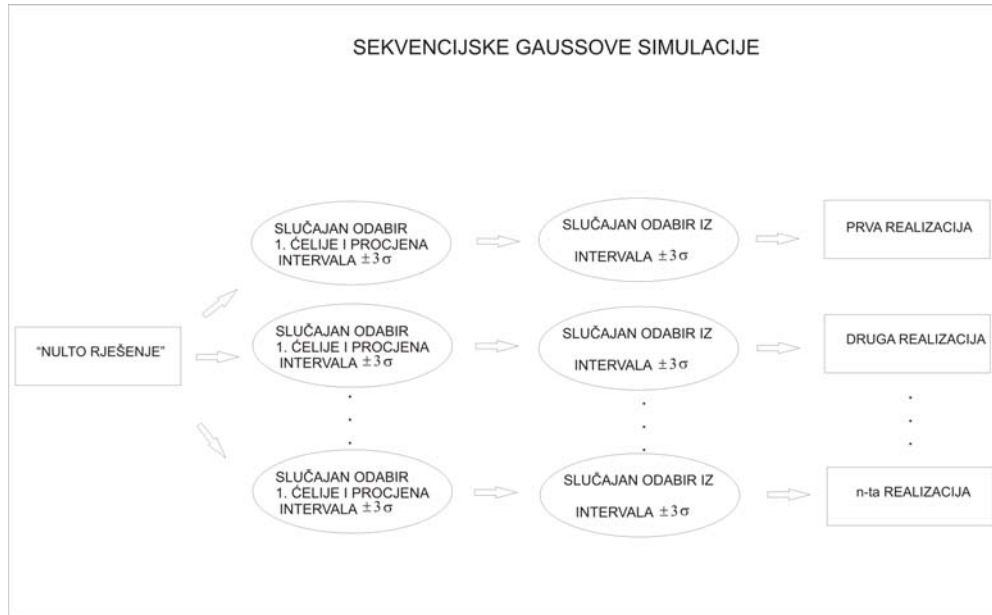 SEKVENCIJSKE GAUSSOVE SIMULACIJE
“NULTO RJEŠENJE”
SLUČAJAN ODABIR
1. ĆELIJE I PROCJENA
INTERVALA ±3σ
SLUČAJAN ODABIR IZ
INTERVALA ±3σ
PRVA REALIZACIJA
SLUČAJAN ODABIR
1. ĆELIJE I PROCJENA
INTERVALA ±3σ
SLUČAJAN ODABIR IZ
INTERVALA ±3σ
DRUGA REALIZACIJA
SLUČAJAN ODABIR
1. ĆELIJE I PROCJENA
INTERVALA ±3σ
SLUČAJAN ODABIR IZ
INTERVALA ±3σ
n-ta REALIZACIJA